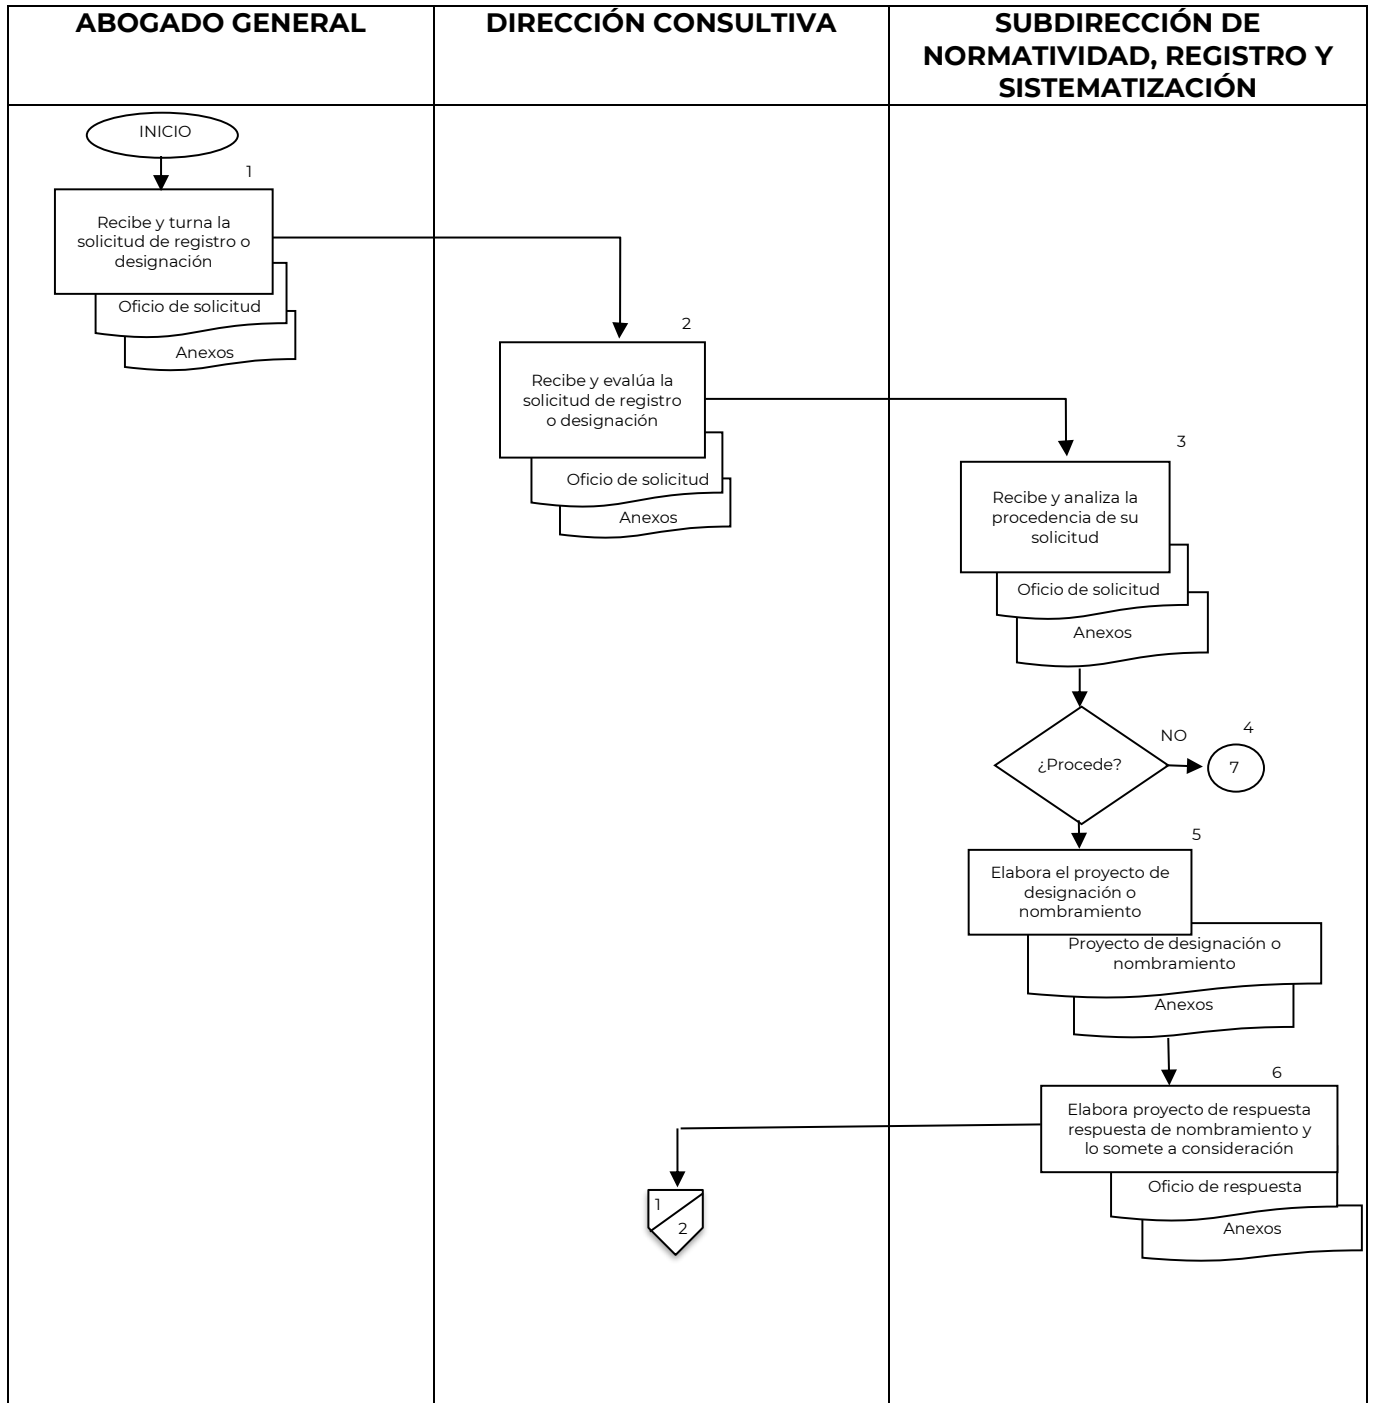 ABOGADO GENERAL
DIRECCIÓN CONSULTIVA
SUBDIRECCIÓN DE
NORMATIVIDAD, REGISTRO Y
SISTEMATIZACIÓN
INICIO
1
Recibe y turna la
solicitud de registro o
designación
Oficio de solicitud
Anexos
2
Recibe y evalúa la
solicitud de registro
o designación
Oficio de solicitud
Anexos
3
Recibe y analiza la
procedencia de su
solicitud
Oficio de solicitud
Anexos
¿Procede?
NO
4
7
5
Elabora el proyecto de
designación o
nombramiento
Proyecto de designación o
nombramiento
Anexos
6
Elabora proyecto de respuesta
respuesta de nombramiento y
lo somete a consideración
Oficio de respuesta
Anexos
1
2